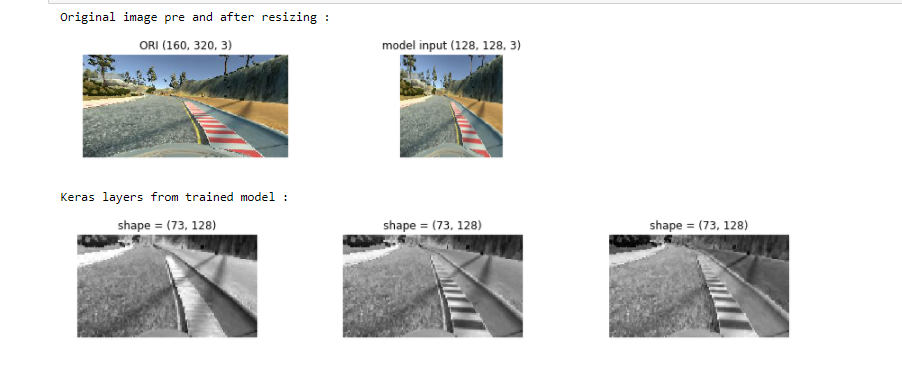 Original image pre and after resizing :
ORI (160, 320, 3)
model input (128, 128, 3)
Keras layers from trained model :
shape = (73, 128)
shape = (73, 128)
shape = (73, 128)